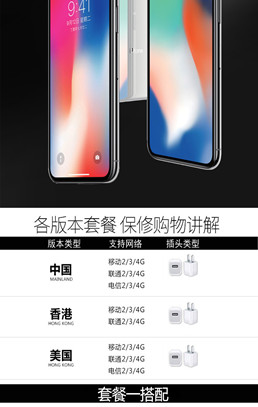 各版本套餐 保修购物讲解
版本类型 支持网络 插头类型
中国
MAINLAND
移动2/3/4G
联通2/3/4G
电信2/3/4G
香港
HONG KONG
移动2/3/4G
联通2/3/4G
美国
HONG KONG
移动2/3/4G
联通2/3/4G
电信2/3/4G
套餐一搭配